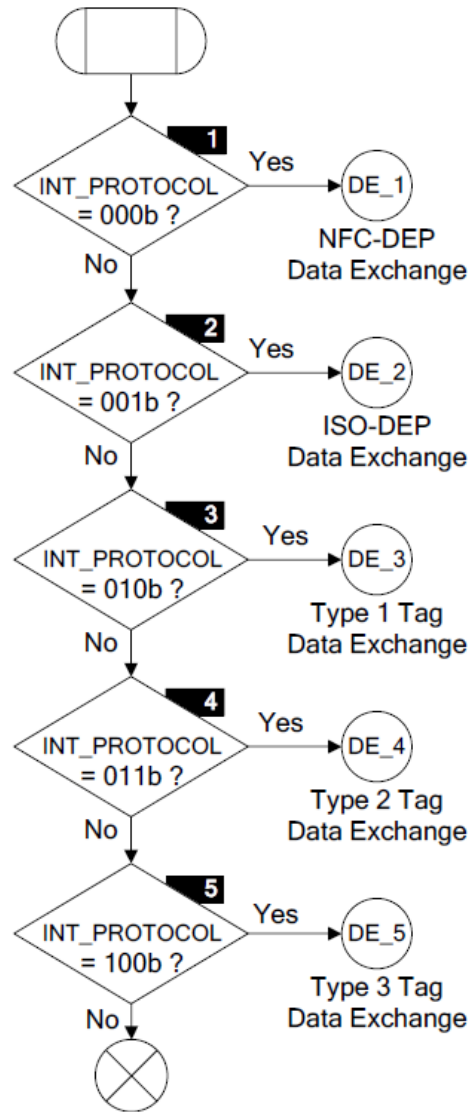 1
INT_PROTOCOL
= 000b ?
Yes
DE_1
NFC-DEP
Data Exchange
No
2
INT_PROTOCOL
= 001b ?
Yes
DE_2
ISO-DEP
Data Exchange
No
3
INT_PROTOCOL
= 010b ?
Yes
DE_3
Type 1 Tag
Data Exchange
No
4
INT_PROTOCOL
= 011b ?
Yes
DE_4
Type 2 Tag
Data Exchange
No
5
INT_PROTOCOL
= 100b ?
Yes
DE_5
Type 3 Tag
Data Exchange
No